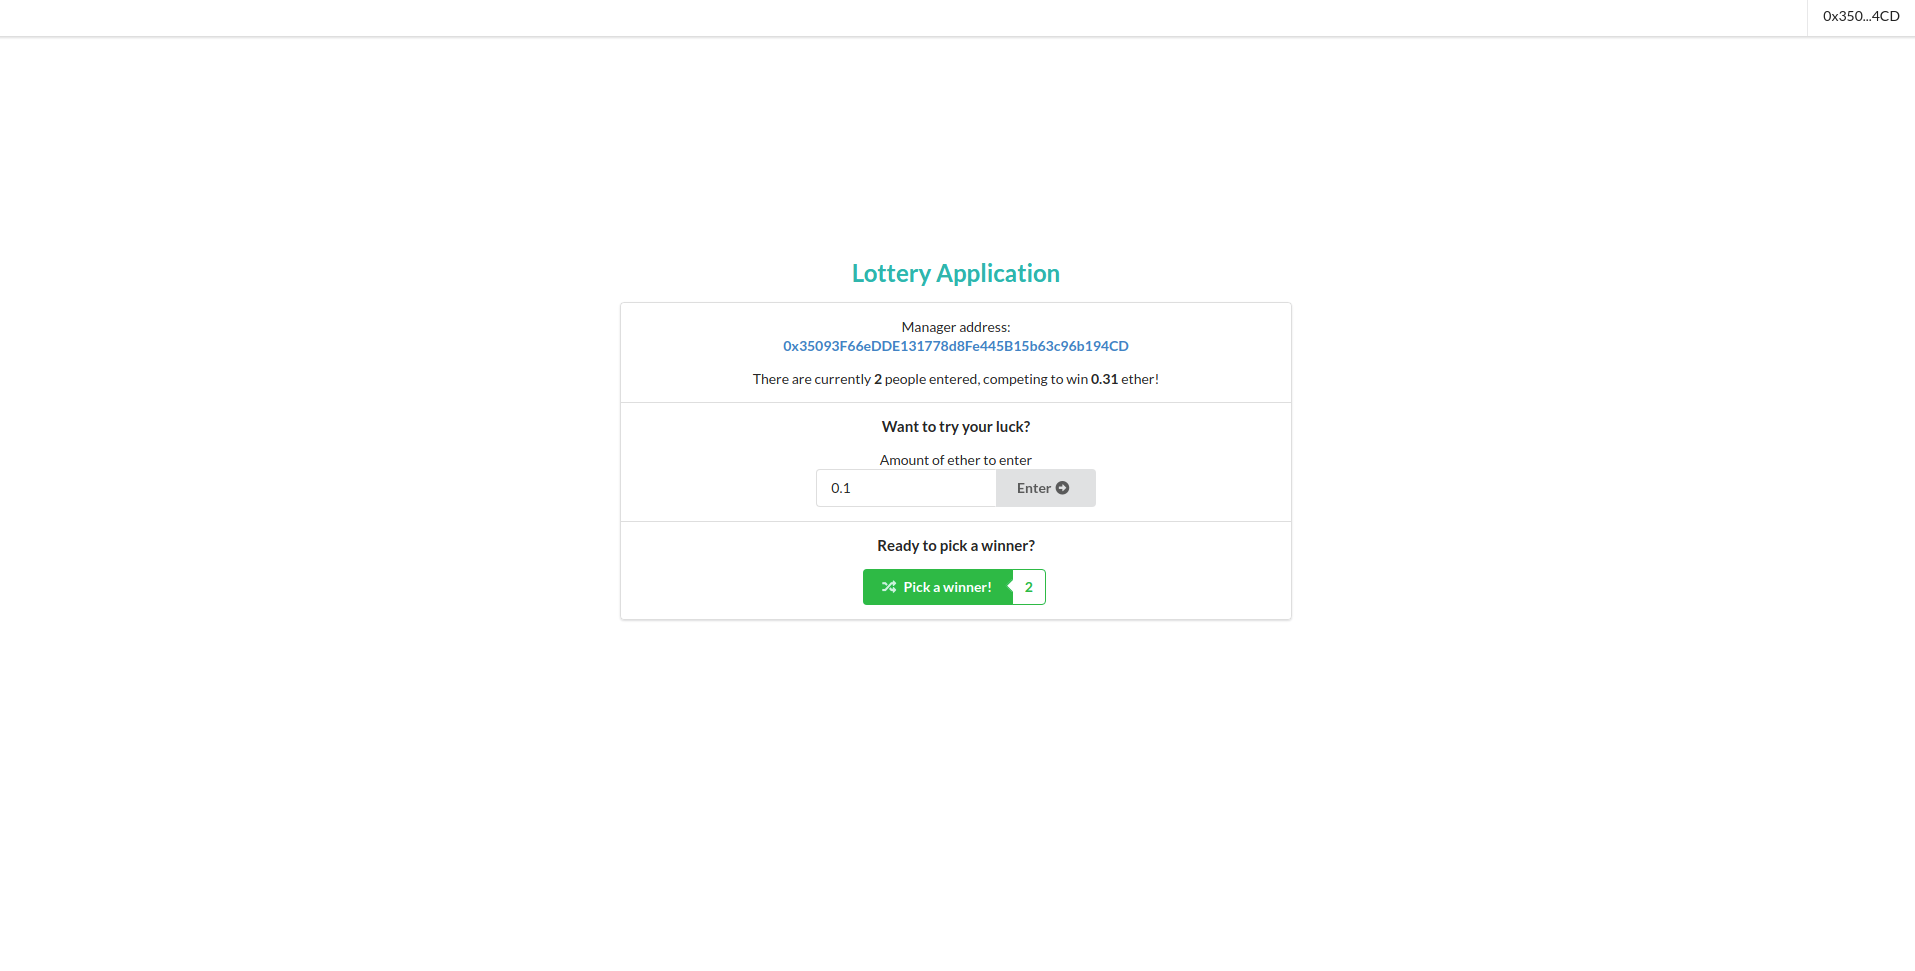 0x350...4CD
Lottery Application
Manager address:
0x35093F66eDDE131778d8Fe445B15b63c96b194CD
There are currently 2 people entered, competing to win 0.31 ether!
Want to try your luck?
Amount of ether to enter
0.1 Enter
Ready to pick a winner?
Pick a winner! 2